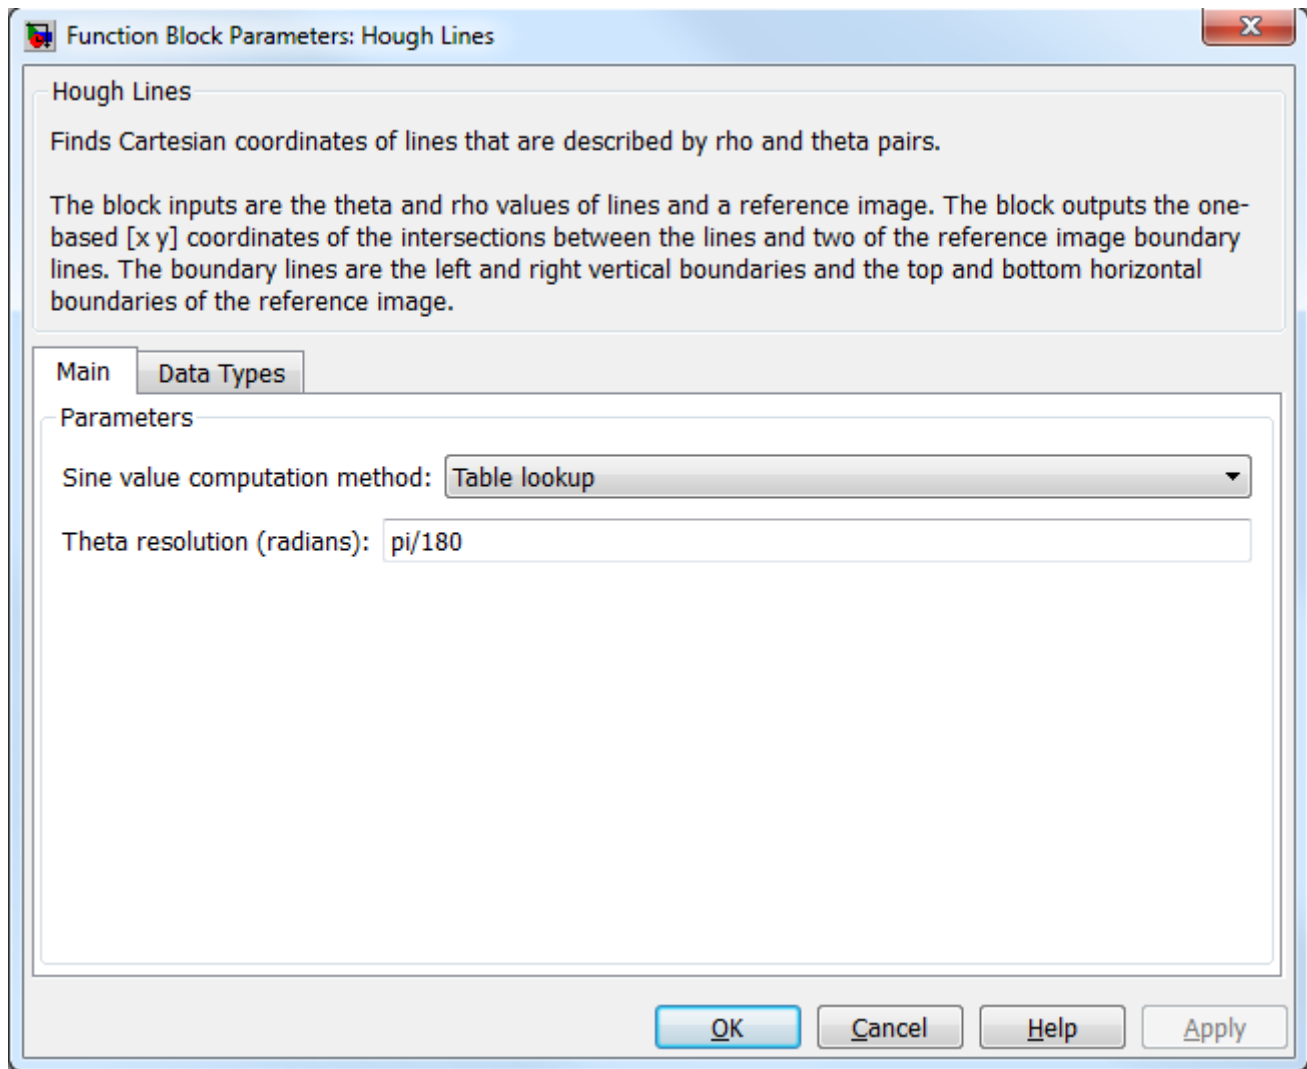 Function Block Parameters: Hough Lines
Hough Lines
Finds Cartesian coordinates of lines that are described by rho and theta pairs.
The block inputs are the theta and rho values of lines and a reference image. The block outputs the one-
based [x y] coordinates of the intersections between the lines and two of the reference image boundary
lines. The boundary lines are the left and right vertical boundaries and the top and bottom horizontal
boundaries of the reference image.
Main
Data Types
Parameters
Sine value computation method: Table lookup
Theta resolution (radians): pi/180
OK
Cancel
Help
Apply